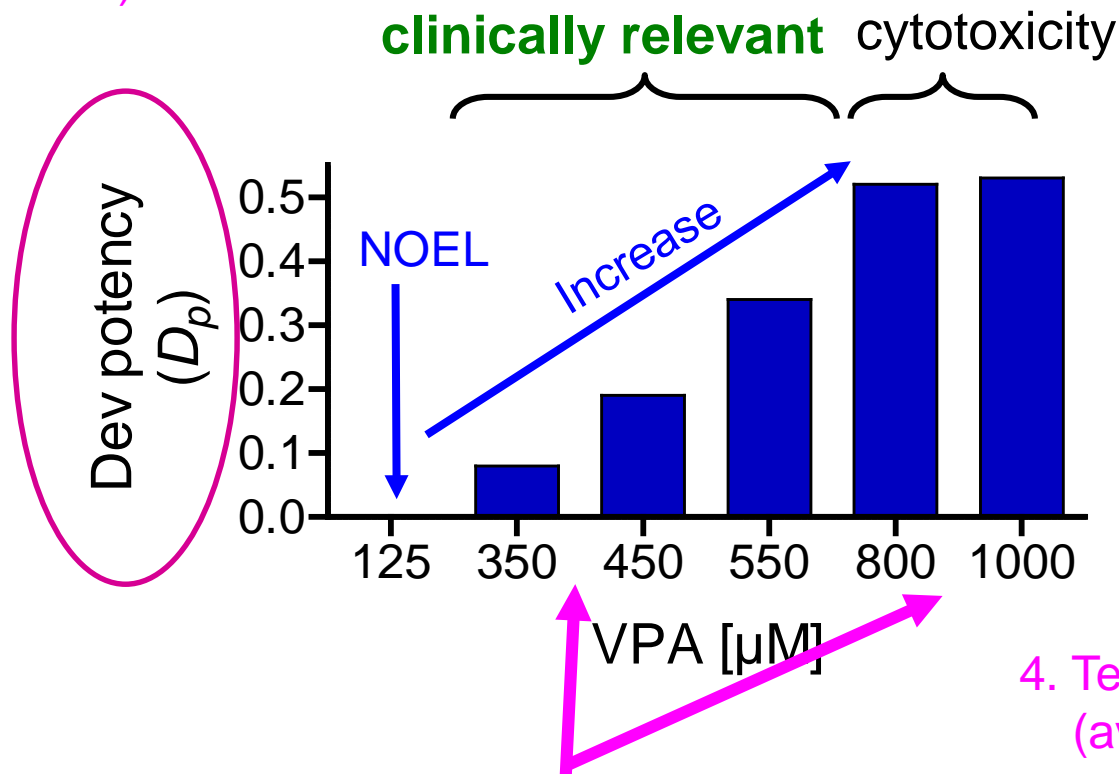 )
clinically relevant
cytotoxicity
Dev potency
(Dp)
0.5
0.4
0.3
0.2
0.1
0.0
NOEL
Increase
125 350 450 550 800 1000
VPA [µM]
4. Te
(av